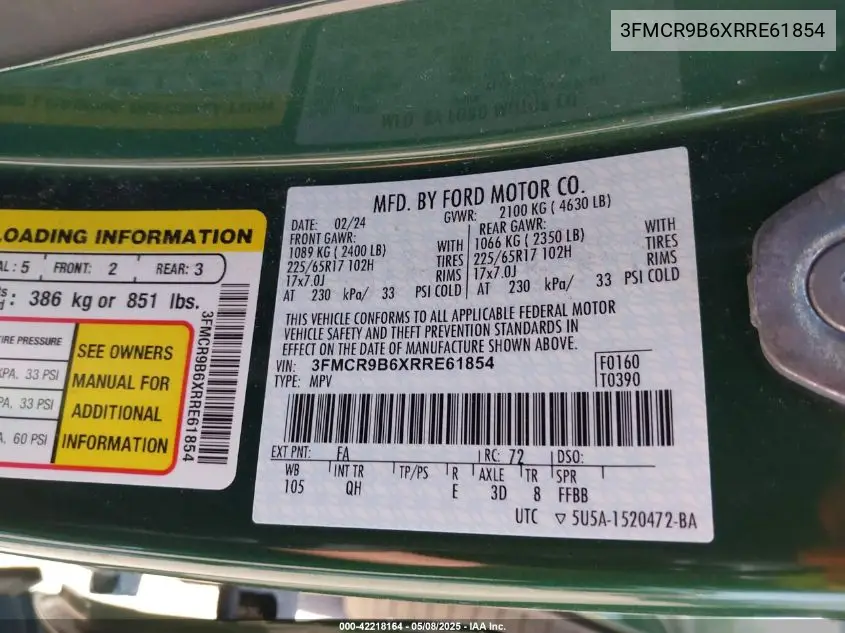 3FMCR9B6XRRE61854
MFD. BY FORD MOTOR CO.
DATE: 02/24 GVWR: 2100 KG ( 4630 LB)
FRONT GAWR: REAR GAWR:
1089 KG ( 2400 LB) WITH 1066 KG ( 2350 LB) WITH
225/65R17 102H TIRES 225/65R17 102H TIRES
17x7.0J RIMS 17x7.0J RIMS
AT 230 kPa/ 33 PSI COLD AT 230 kPa/ 33 PSI COLD
THIS VEHICLE CONFORMS TO ALL APPLICABLE FEDERAL MOTOR
VEHICLE SAFETY AND THEFT PREVENTION STANDARDS IN
EFFECT ON THE DATE OF MANUFACTURE SHOWN ABOVE.
VIN: 3FMCR9B6XRRE61854 F0160
TYPE: MPV T0390
EXT PNT: FA RC: 72 DSO:
WB INT TR TP/PS R AXLE TR SPR
105 QH E 3D 8 FFBB
UTC ▽ 5U5A-1520472-BA
LOADING INFORMATION
AL : 5 FRONT: 2 REAR: 3
: 386 kg or 851 lbs.
TIRE PRESSURE
KPA, 33 PSI
PA, 33 PSI
A, 60 PSI
SEE OWNERS
MANUAL FOR
ADDITIONAL
INFORMATION
3FMCR9B6XRRE61854
000-42218164 - 05/08/2025 - IAA Inc.